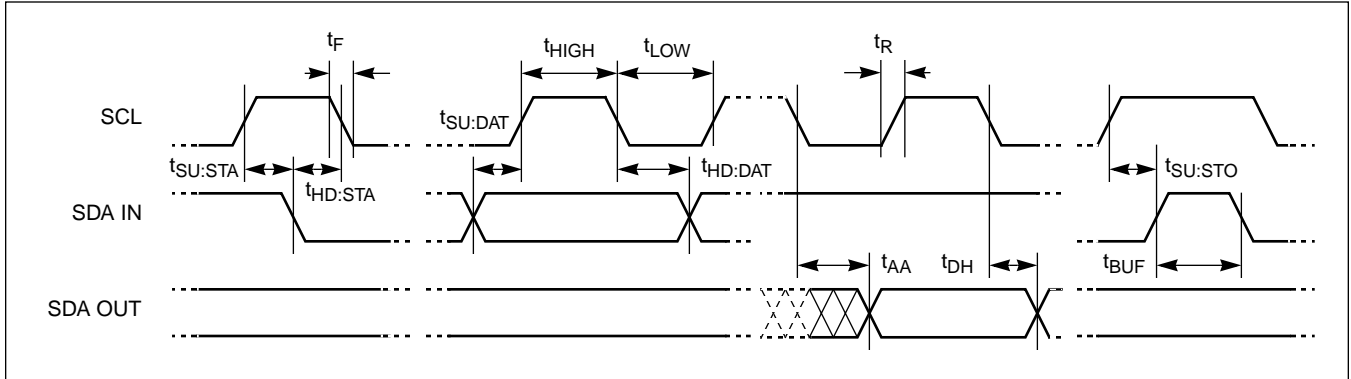 tF
tHIGH
tLOW
tR
SCL
tSU:DAT
tSU:STA
tHD:STA
tHD:DAT
tSU:STO
SDA IN
tAA
tDH
tBUF
SDA OUT